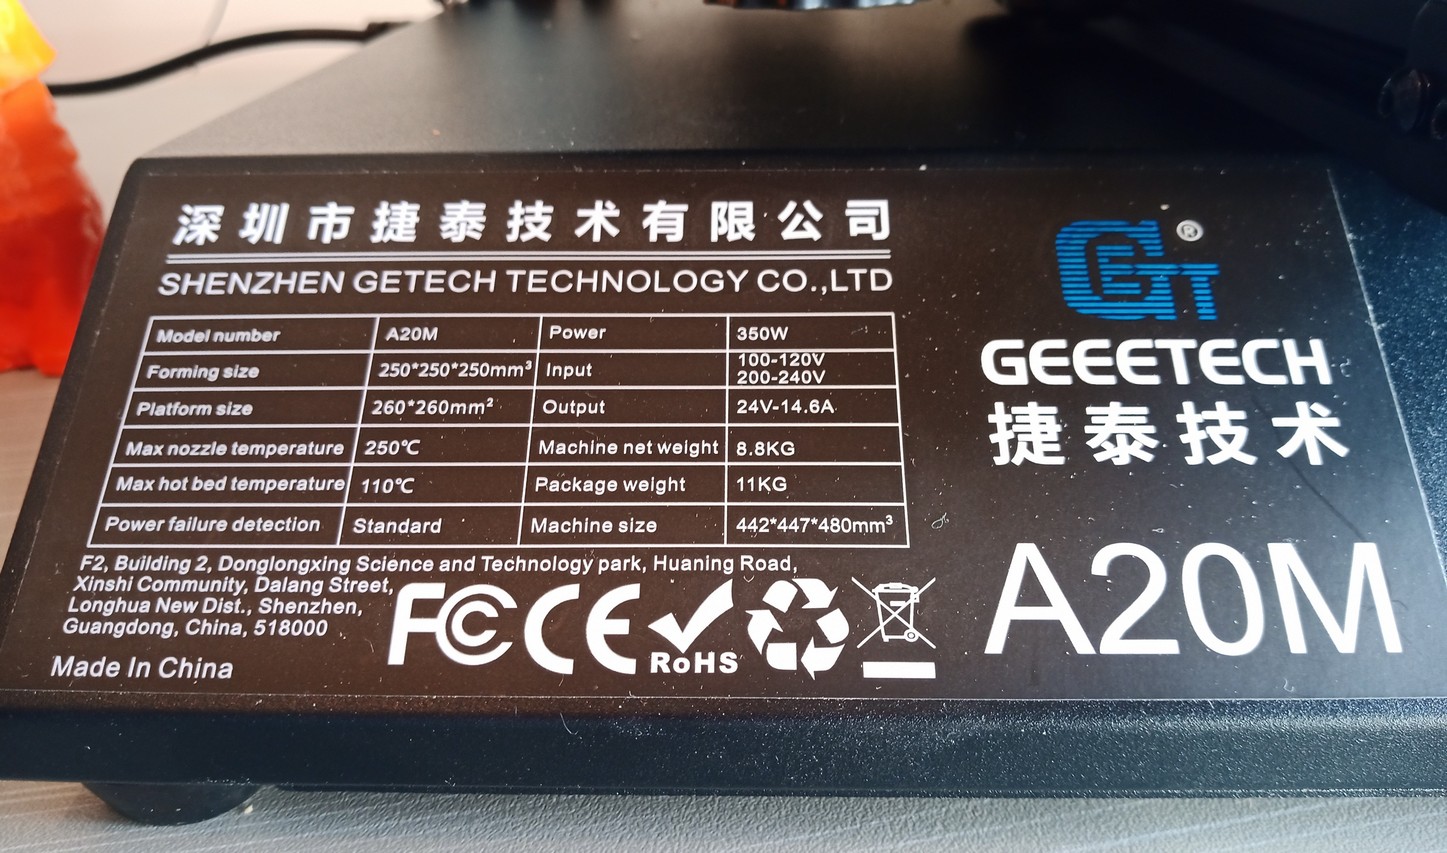 深圳市捷泰技术有限公司
SHENZHEN GETECH TECHNOLOGY CO.,LTD
Model number A20M Power 350W
Forming size 250*250*250mm³ Input 100-120V
200-240V
Platform size 260*260mm² Output 24V-14.6A
Max nozzle temperature 250℃ Machine net weight 8.8KG
Max hot bed temperature 110℃ Package weight 11KG
Power failure detection Standard Machine size 442*447*480mm³
F2, Building 2, Donglongxing Science and Technology park, Huaning Road,
Xinshi Community, Dalang Street,
Longhua New Dist., Shenzhen,
Guangdong, China, 518000
Made In China
FC CE RoHS
GET ®
GEEETECH
捷泰技术
A20M